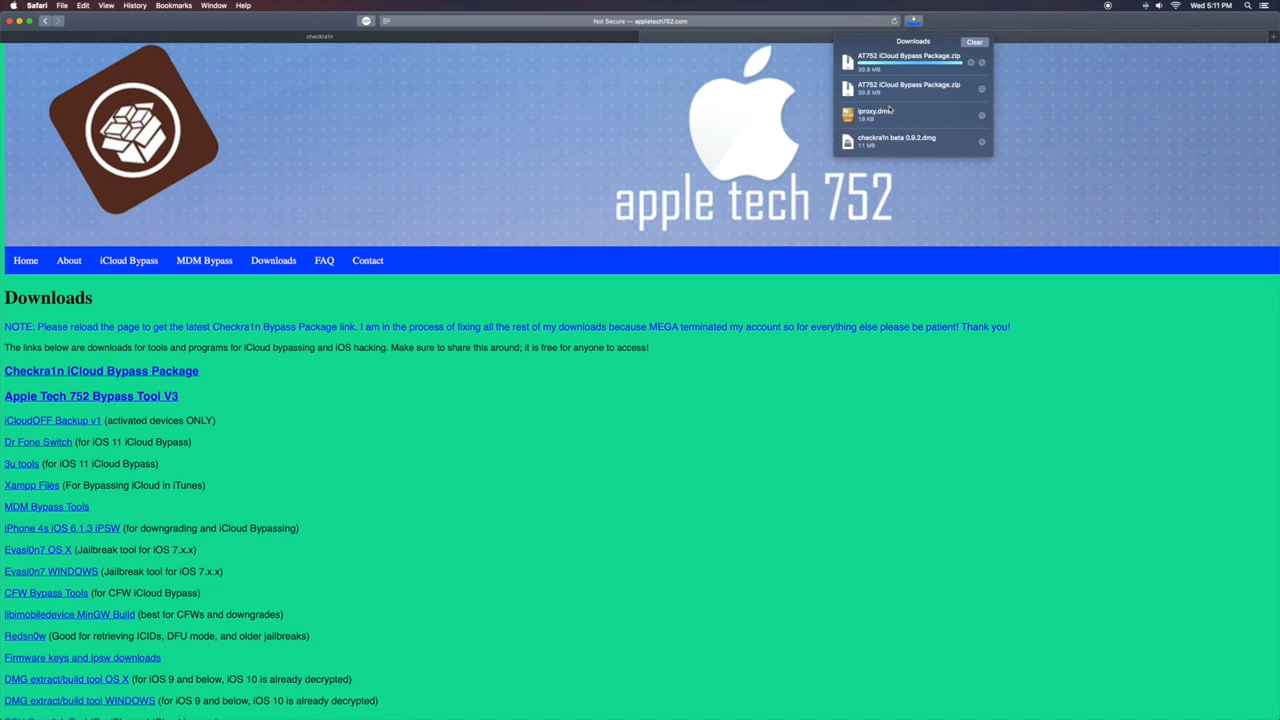 Safari File Edit View History Bookmarks Window Help
Wed 5:11 PM
Not Secure — appletech752.com
checkra1n
Downloads
Clear
AT752 iCloud Bypass Package.zip
39.8 MB
AT752 iCloud Bypass Package.zip
39.8 MB
iproxy.dmg
19 KB
checkra1n beta 0.9.2.dmg
11 MB
apple tech 752
Home About iCloud Bypass MDM Bypass Downloads FAQ Contact
Downloads
NOTE: Please reload the page to get the latest Checkra1n Bypass Package link. I am in the process of fixing all the rest of my downloads because MEGA terminated my account so for everything else please be patient! Thank you!
The links below are downloads for tools and programs for iCloud bypassing and iOS hacking. Make sure to share this around; it is free for anyone to access!
Checkra1n iCloud Bypass Package
Apple Tech 752 Bypass Tool V3
iCloudOFF Backup v1 (activated devices ONLY)
Dr Fone Switch (for iOS 11 iCloud Bypass)
3u tools (for iOS 11 iCloud Bypass)
Xampp Files (For Bypassing iCloud in iTunes)
MDM Bypass Tools
iPhone 4s iOS 6.1.3 iPSW (for downgrading and iCloud Bypassing)
Evasi0n7 OS X (Jailbreak tool for iOS 7.x.x)
Evasi0n7 WINDOWS (Jailbreak tool for iOS 7.x.x)
CFW Bypass Tools (for CFW iCloud Bypass)
libimobiledevice MinGW Build (best for CFWs and downgrades)
Redsn0w (Good for retrieving ICIDs, DFU mode, and older jailbreaks)
Firmware keys and ipsw downloads
DMG extract/build tool OS X (for iOS 9 and below, iOS 10 is already decrypted)
DMG extract/build tool WINDOWS (for iOS 9 and below, iOS 10 is already decrypted)